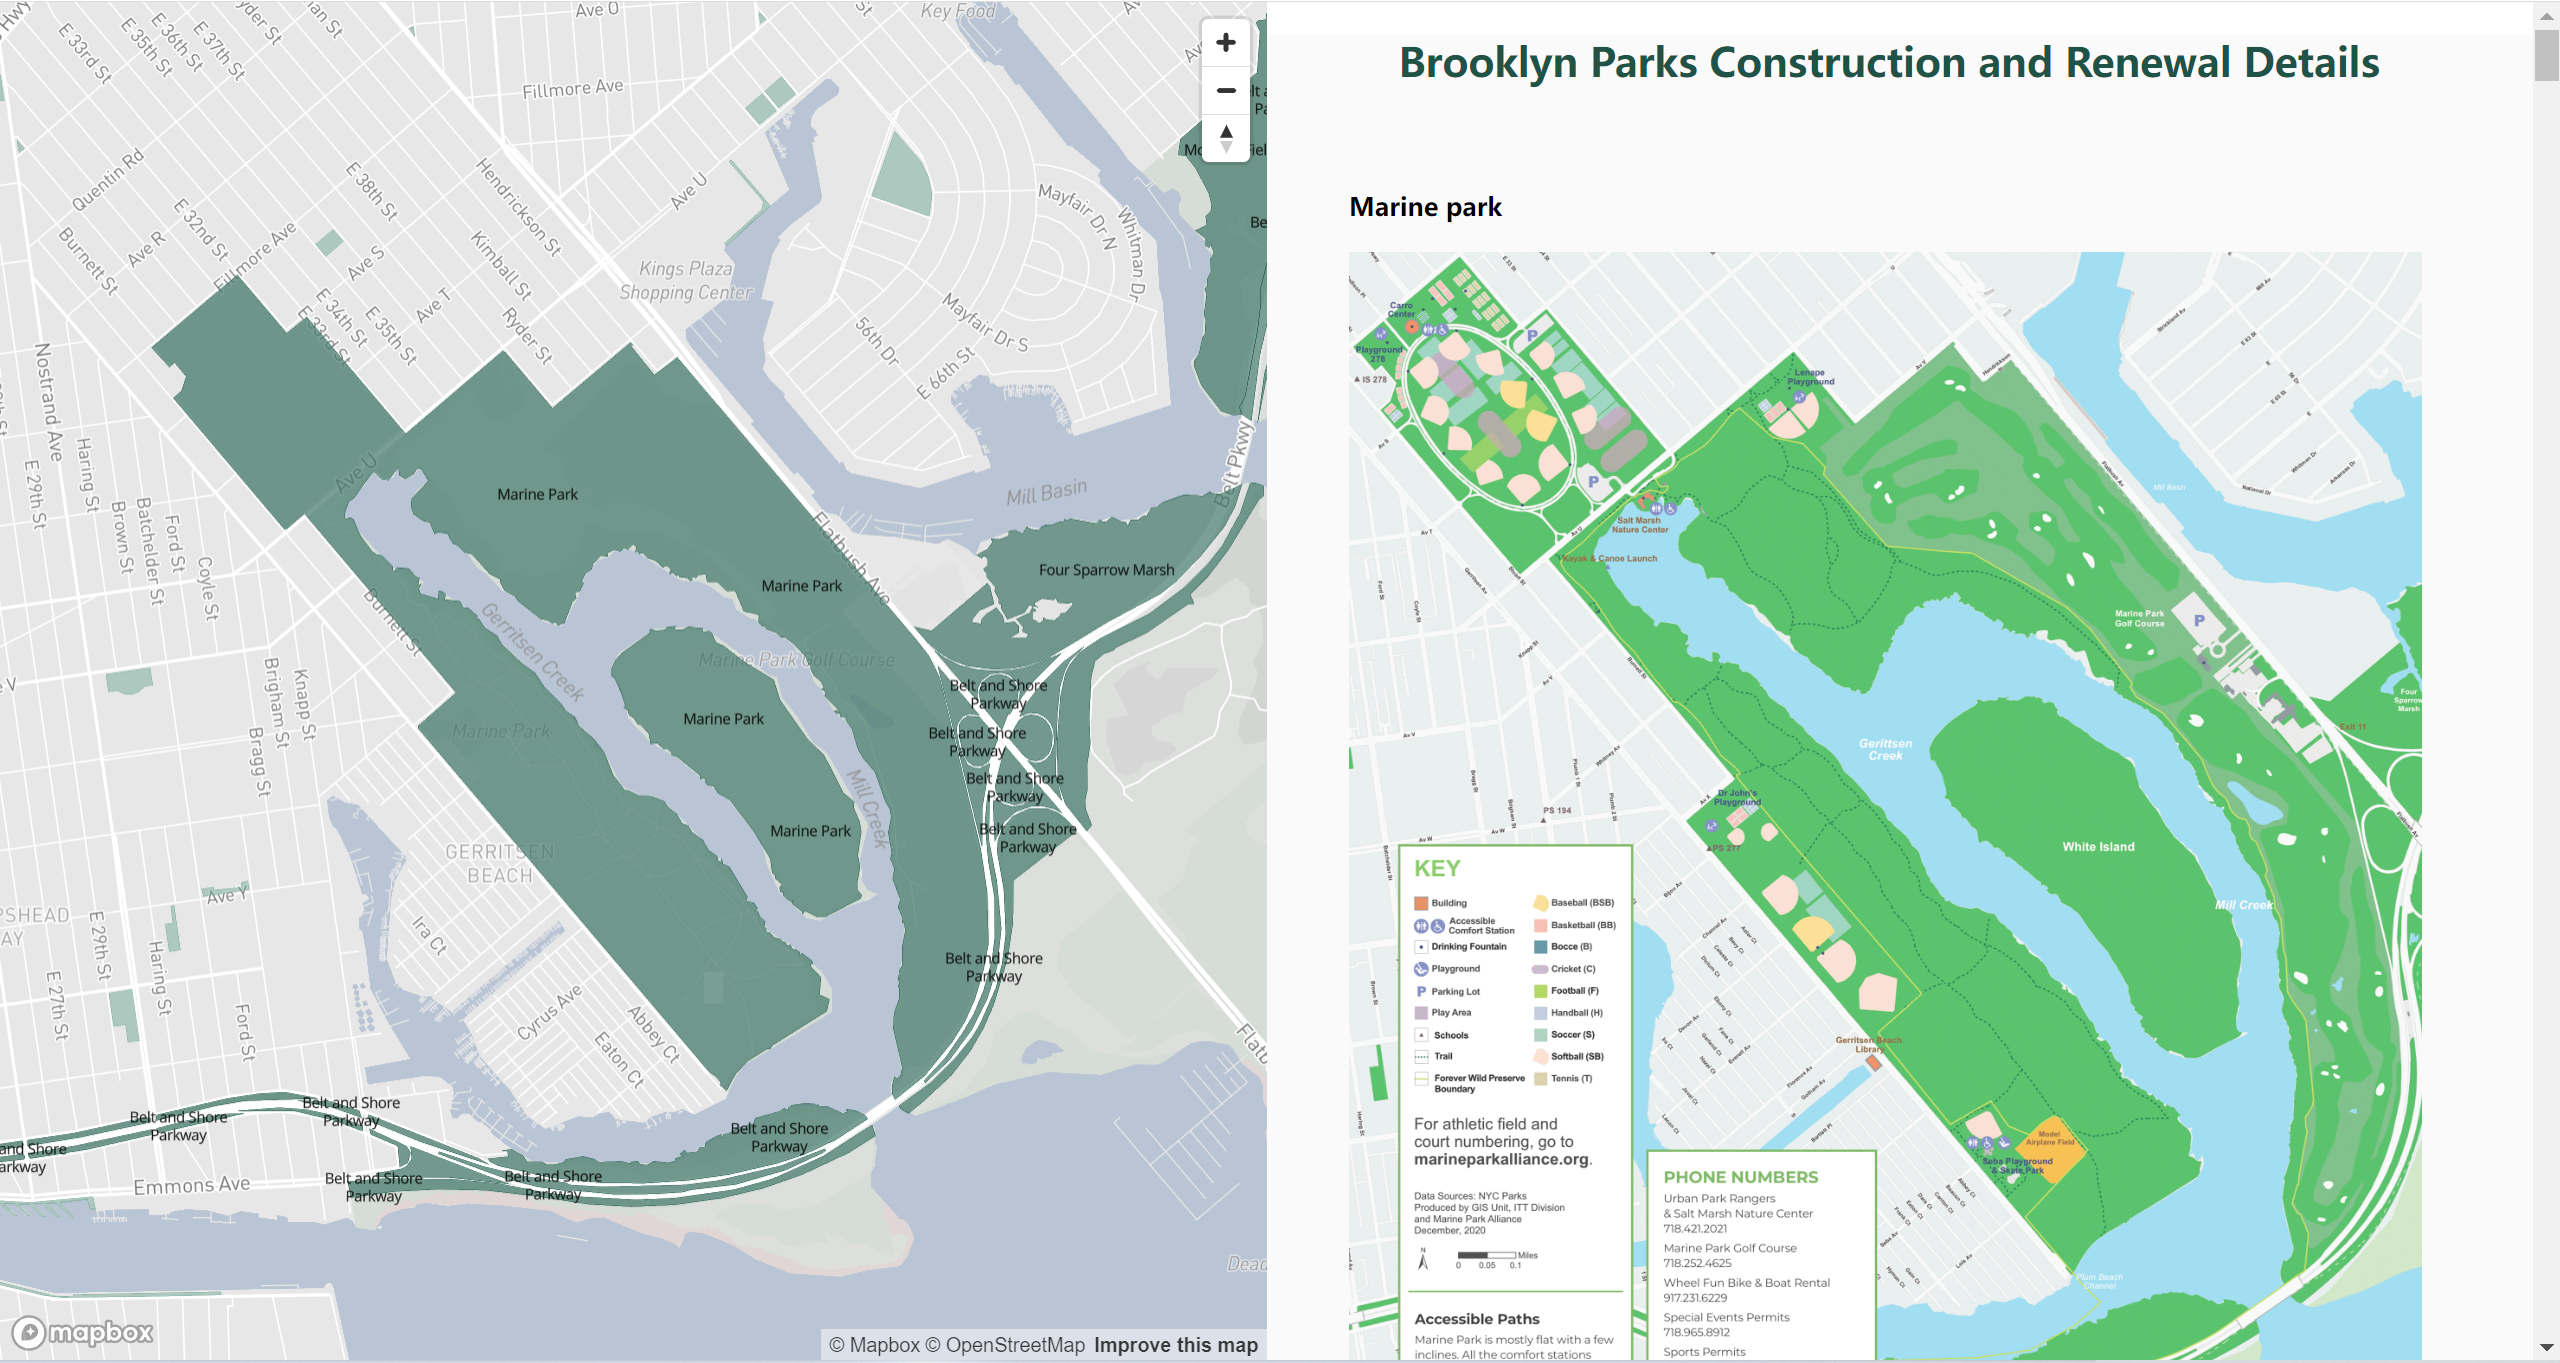 Ave O
Key Food
E 33rd St
E 35th St
E 36th St
E 37th St
Fillmore Ave
Quentin Rd
E 38th St
Hendrickson St
Ave U
Mayfair Dr N
Whitman Dr
Burnett St
Ave R
E 32nd St
Fillmore Ave
Ave S
Kimball St
Kings Plaza
Shopping Center
E 33rd St
E 34th St
E 35th St
Ave T
Ryder St
56th Dr
Mayfair Dr S
E 66th St
Nostrand Ave
Haring St
E 29th St
Brown St
Batchelder St
Ford St
Coyle St
Ave U
Marine Park
Mill Basin
Belt Pkwy
Flatbush Ave
Marine Park
Four Sparrow Marsh
Burnett St
Gerritsen Creek
Marine Park Golf Course
Marine Park
Marine Park
Belt and Shore
Parkway
Belt and Shore
Parkway
Belt and Shore
Parkway
Belt and Shore
Parkway
Knapp St
Brigham St
Bragg St
Marine Park
Mill Creek
GERRITSEN
BEACH
Ave Y
Ira Ct
E 29th St
Haring St
E 27th St
Ford St
Cyrus Ave
Abbey Ct
Eaton Ct
Belt and Shore
Parkway
Belt and Shore
Parkway
Belt and Shore
Parkway
Belt and Shore
Parkway
Belt and Shore
Parkway
Belt and Shore
Parkway
Emmons Ave
mapbox
© Mapbox © OpenStreetMap Improve this map
Brooklyn Parks Construction and Renewal Details
Marine park
Carro
Center
Playground
278
IS 278
P
Lenape
Playground
P
Salt Marsh
Nature Center
Kayak & Canoe Launch
Mill Basin
Marine Park
Golf Course
P
Four
Sparrow
Marsh
Exit 11
Gerittsen
Creek
White Island
Mill Creek
Dr John's
Playground
PS 194
PS 277
Gerritsen Beach
Library
Model
Airplane Field
Seba Playground
& Skate Park
Plum Beach
Channel
KEY
Building
Accessible
Comfort Station
Drinking Fountain
Playground
P Parking Lot
Play Area
Schools
Trail
Forever Wild Preserve
Boundary
Baseball (BSB)
Basketball (BB)
Bocce (B)
Cricket (C)
Football (F)
Handball (H)
Soccer (S)
Softball (SB)
Tennis (T)
For athletic field and
court numbering, go to
marineparkalliance.org.
Data Sources: NYC Parks
Produced by GIS Unit, ITT Division
and Marine Park Alliance
December, 2020
N
Miles
0 0.05 0.1
Accessible Paths
Marine Park is mostly flat with a few
inclines. All the comfort stations
PHONE NUMBERS
Urban Park Rangers
& Salt Marsh Nature Center
718.421.2021
Marine Park Golf Course
718.252.4625
Wheel Fun Bike & Boat Rental
917.231.6229
Special Events Permits
718.965.8912
Sports Permits